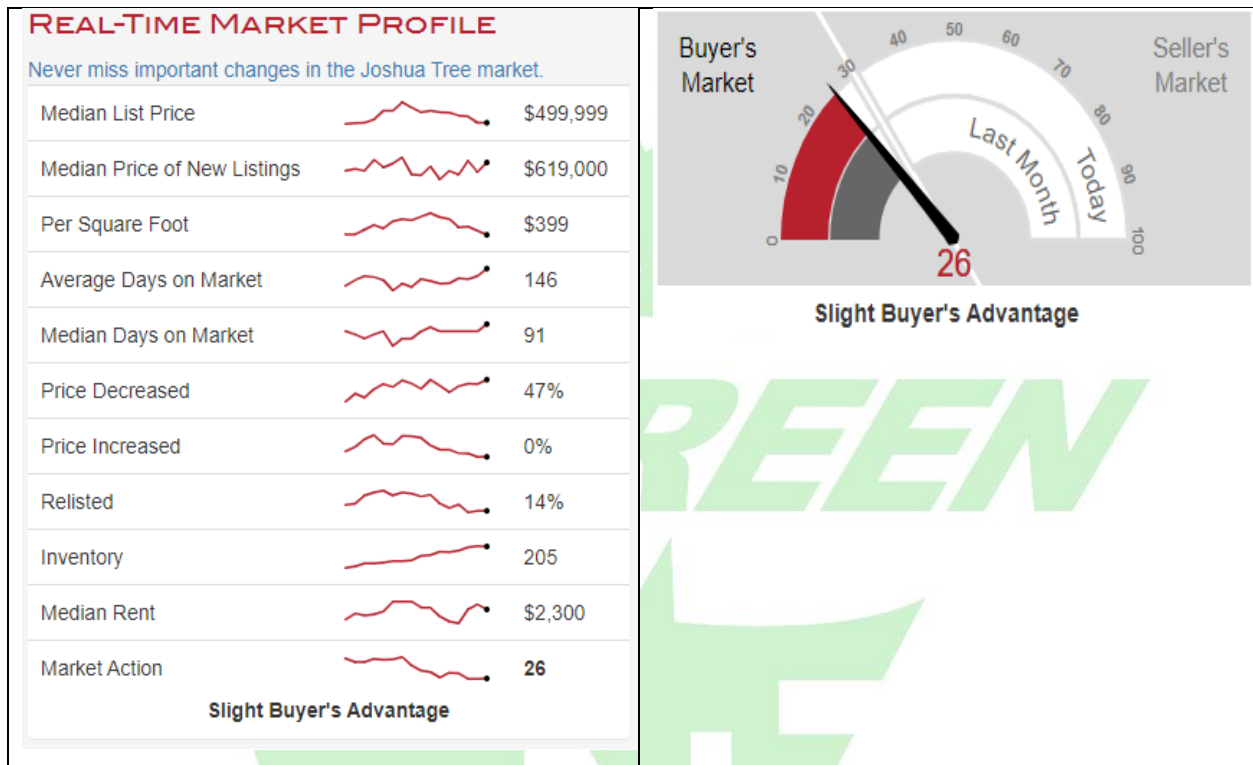 REAL-TIME MARKET PROFILE
Never miss important changes in the Joshua Tree market.
Median List Price $499,999
Median Price of New Listings $619,000
Per Square Foot $399
Average Days on Market 146
Median Days on Market 91
Price Decreased 47%
Price Increased 0%
Relisted 14%
Inventory 205
Median Rent $2,300
Market Action 26
Slight Buyer's Advantage
Buyer's
Market
Seller's
Market
0
10
20
30
40
50
60
70
80
90
100
Last Month
Today
26
Slight Buyer's Advantage
REEN